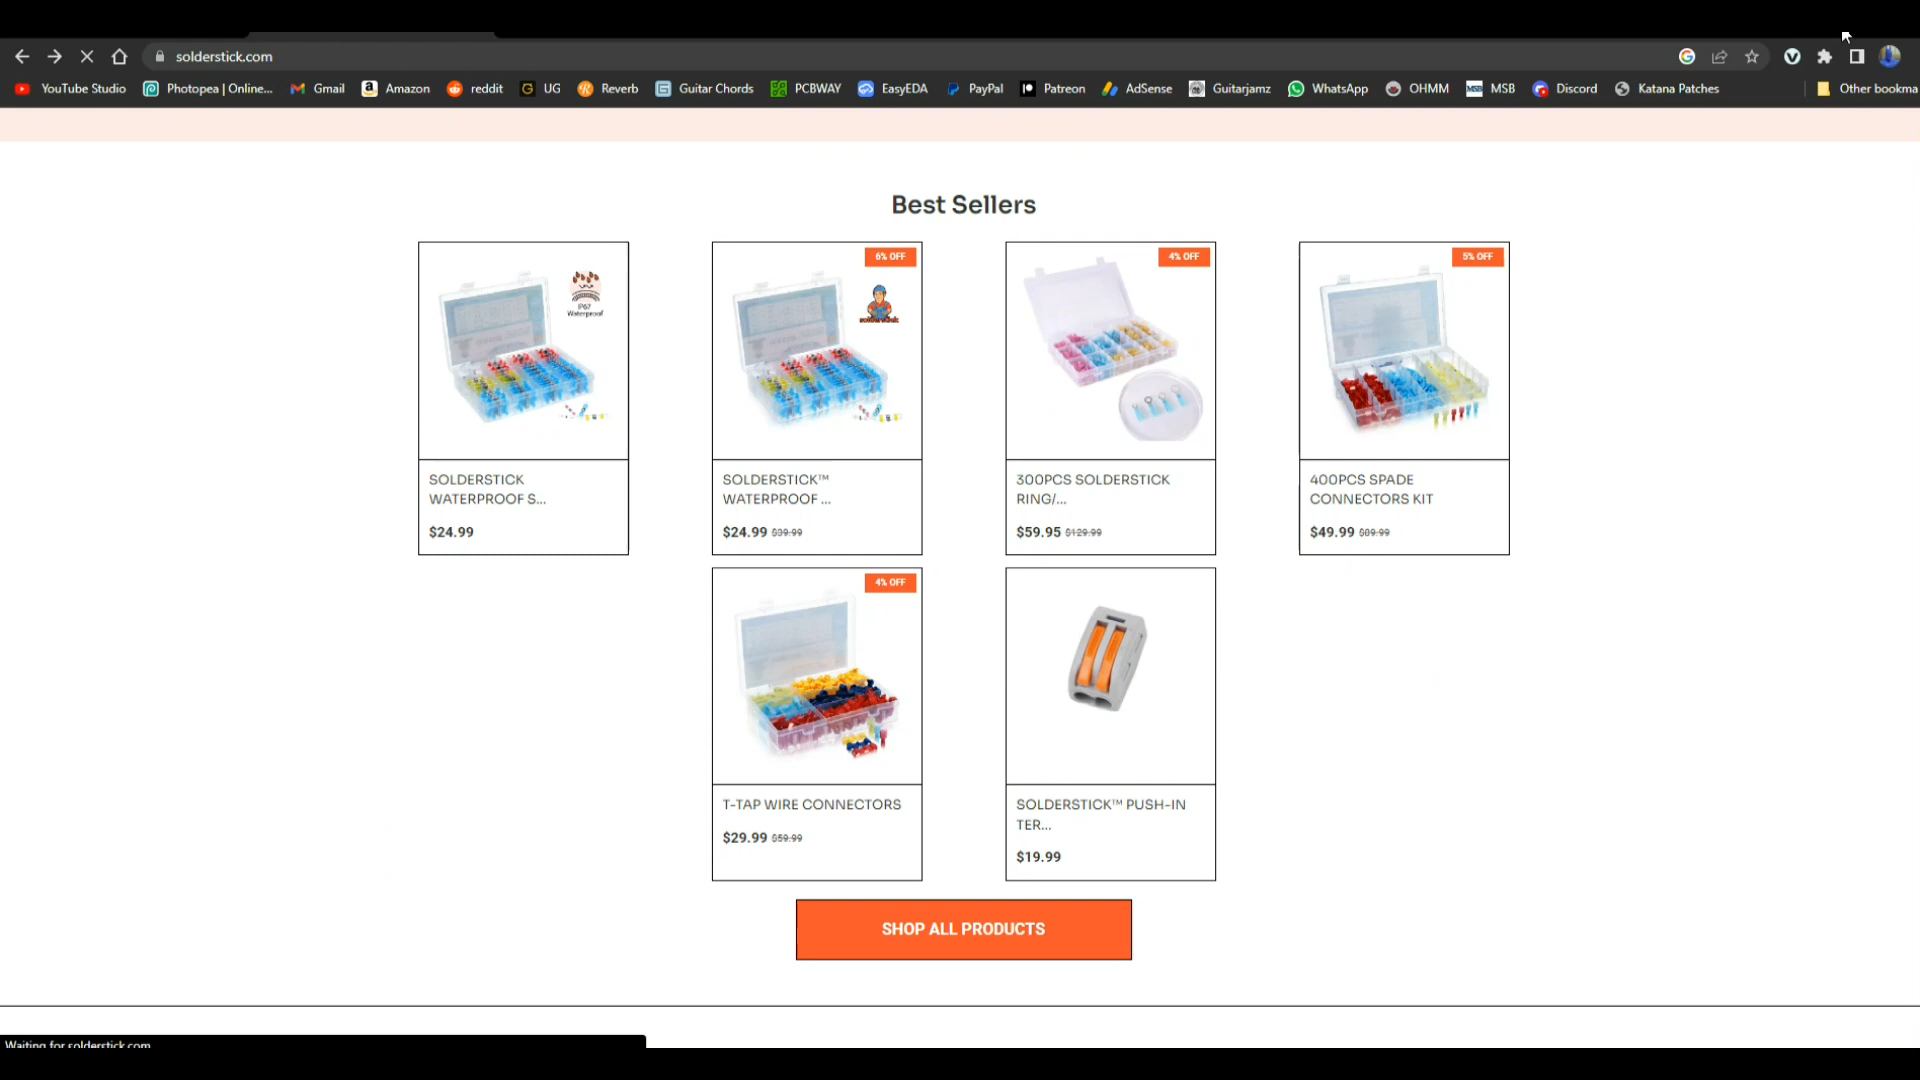 solderstick.com
YouTube Studio Photopea | Online... Gmail Amazon reddit UG Reverb Guitar Chords PCBWAY EasyEDA PayPal Patreon AdSense Guitarjamz WhatsApp OHMM MSB Discord Katana Patches Other bookma
Best Sellers
IP67
Waterproof
6% OFF
solderstick
4% OFF
5% OFF
SOLDERSTICK
WATERPROOF S...
$24.99
SOLDERSTICK™
WATERPROOF ...
$24.99 $39.99
300PCS SOLDERSTICK
RING/...
$59.95 $129.99
400PCS SPADE
CONNECTORS KIT
$49.99 $89.99
4% OFF
T-TAP WIRE CONNECTORS
$29.99 $59.99
SOLDERSTICK™ PUSH-IN
TER...
$19.99
SHOP ALL PRODUCTS
Waiting for solderstick.com